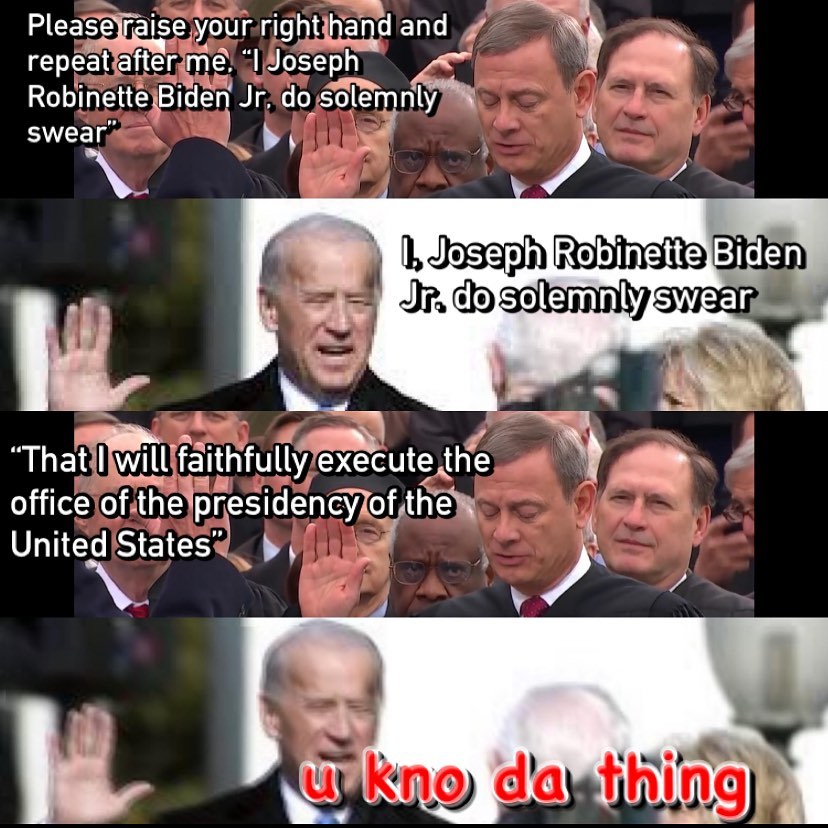 Please raise your right hand and
repeat after me, "I Joseph
Robinette Biden Jr, do solemnly
swear"
I, Joseph Robinette Biden
Jr. do solemnly swear
"That I will faithfully execute the
office of the presidency of the
United States"
u kno da thing